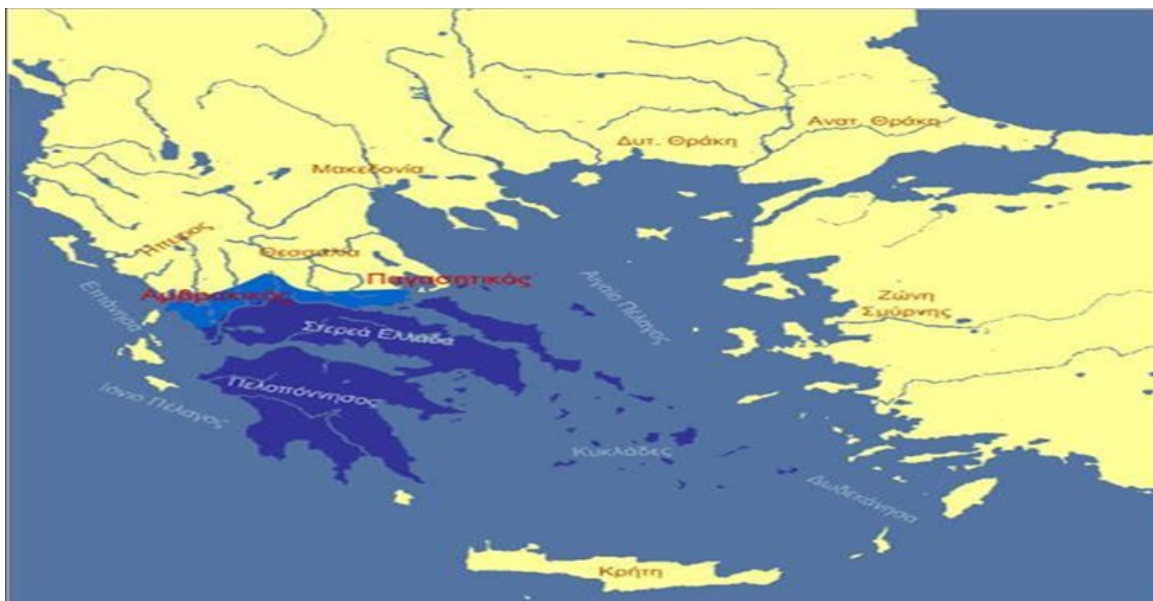 Ανατ. Θράκη
Δυτ. Θράκη
Μακεδονία
Ήπειρος
Θεσσαλία
Παγασητικός
Αμβρακικός
Αιγαίο Πέλαγος
Ζώνη
Σμύρνης
Επτάνησα
Στερεά Ελλάδα
Πελοπόννησος
Ιόνιο Πέλαγος
Κυκλάδες
Δωδεκάνησα
Κρήτη